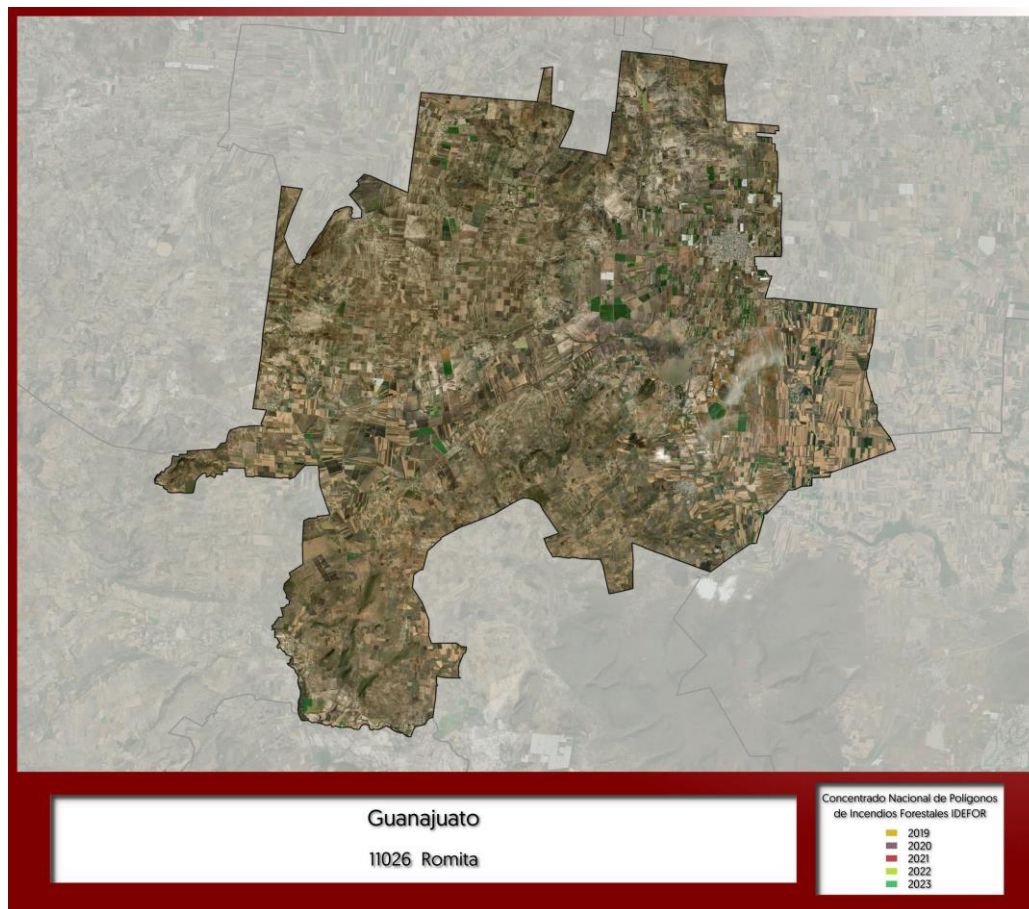 Guanajuato
11026 Romita
Concentrado Nacional de Polígonos
de Incendios Forestales IDEFOR
2019
2020
2021
2022
2023